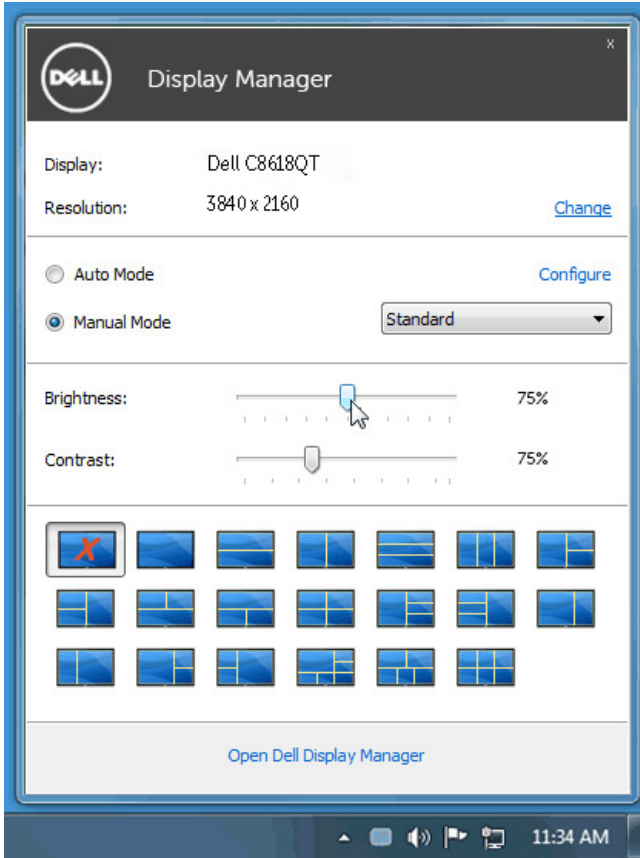 x
DELL Display Manager
Display: Dell C8618QT
Resolution: 3840 x 2160 Change
Auto Mode Configure
Manual Mode Standard
Brightness: 75%
Contrast: 75%
X
Open Dell Display Manager
11:34 AM